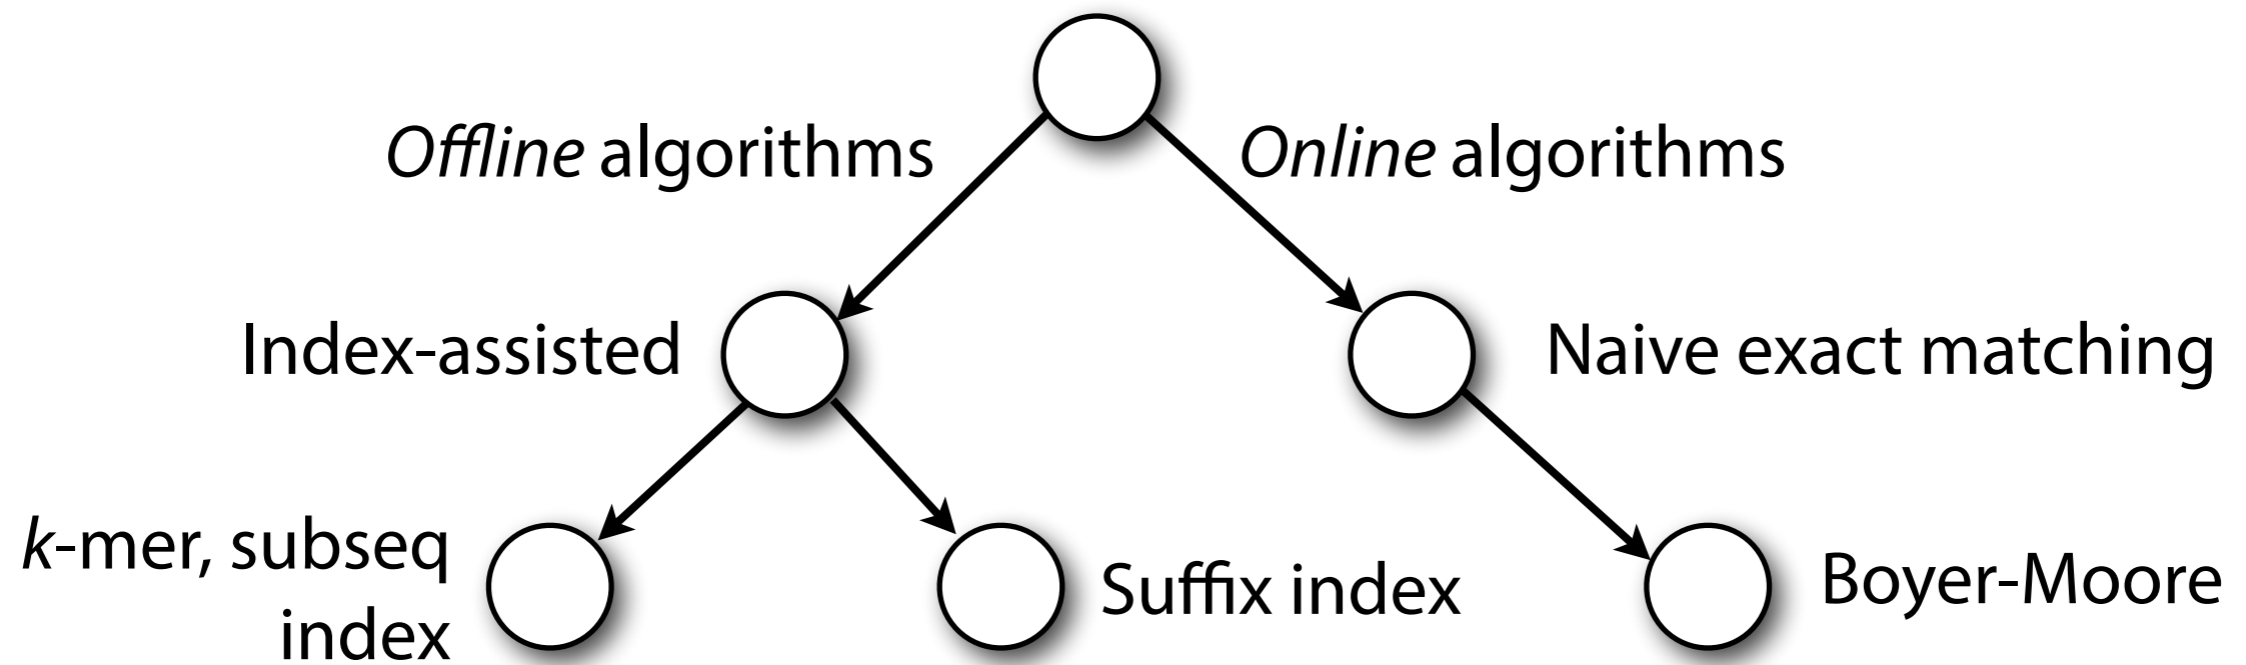 Offline algorithms
Online algorithms
Index-assisted
Naive exact matching
k-mer, subseq
index
Suffix index
Boyer-Moore